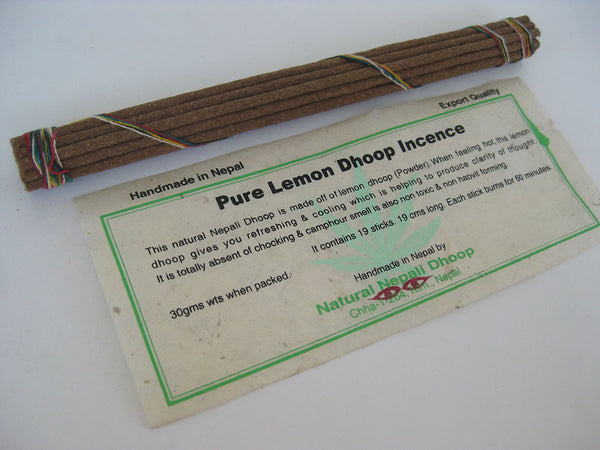 Handmade in Nepal
Export Quality
Pure Lemon Dhoop Incence
This natural Nepali Dhoop is made off of lemon dhoop (Powder).When feeling hot,this lemon
dhoop gives you refreshing & cooling which is helping to produce clarity of thought.
It is totally absent of chocking & camphour smell is also non toxic & non haovit forming.
It contains 19 sticks. 19 cms long. Each stick burns for 60 minutes.
30gms wts when packed.
Handmade in Nepal by
Natural Nepali Dhoop
Nepal